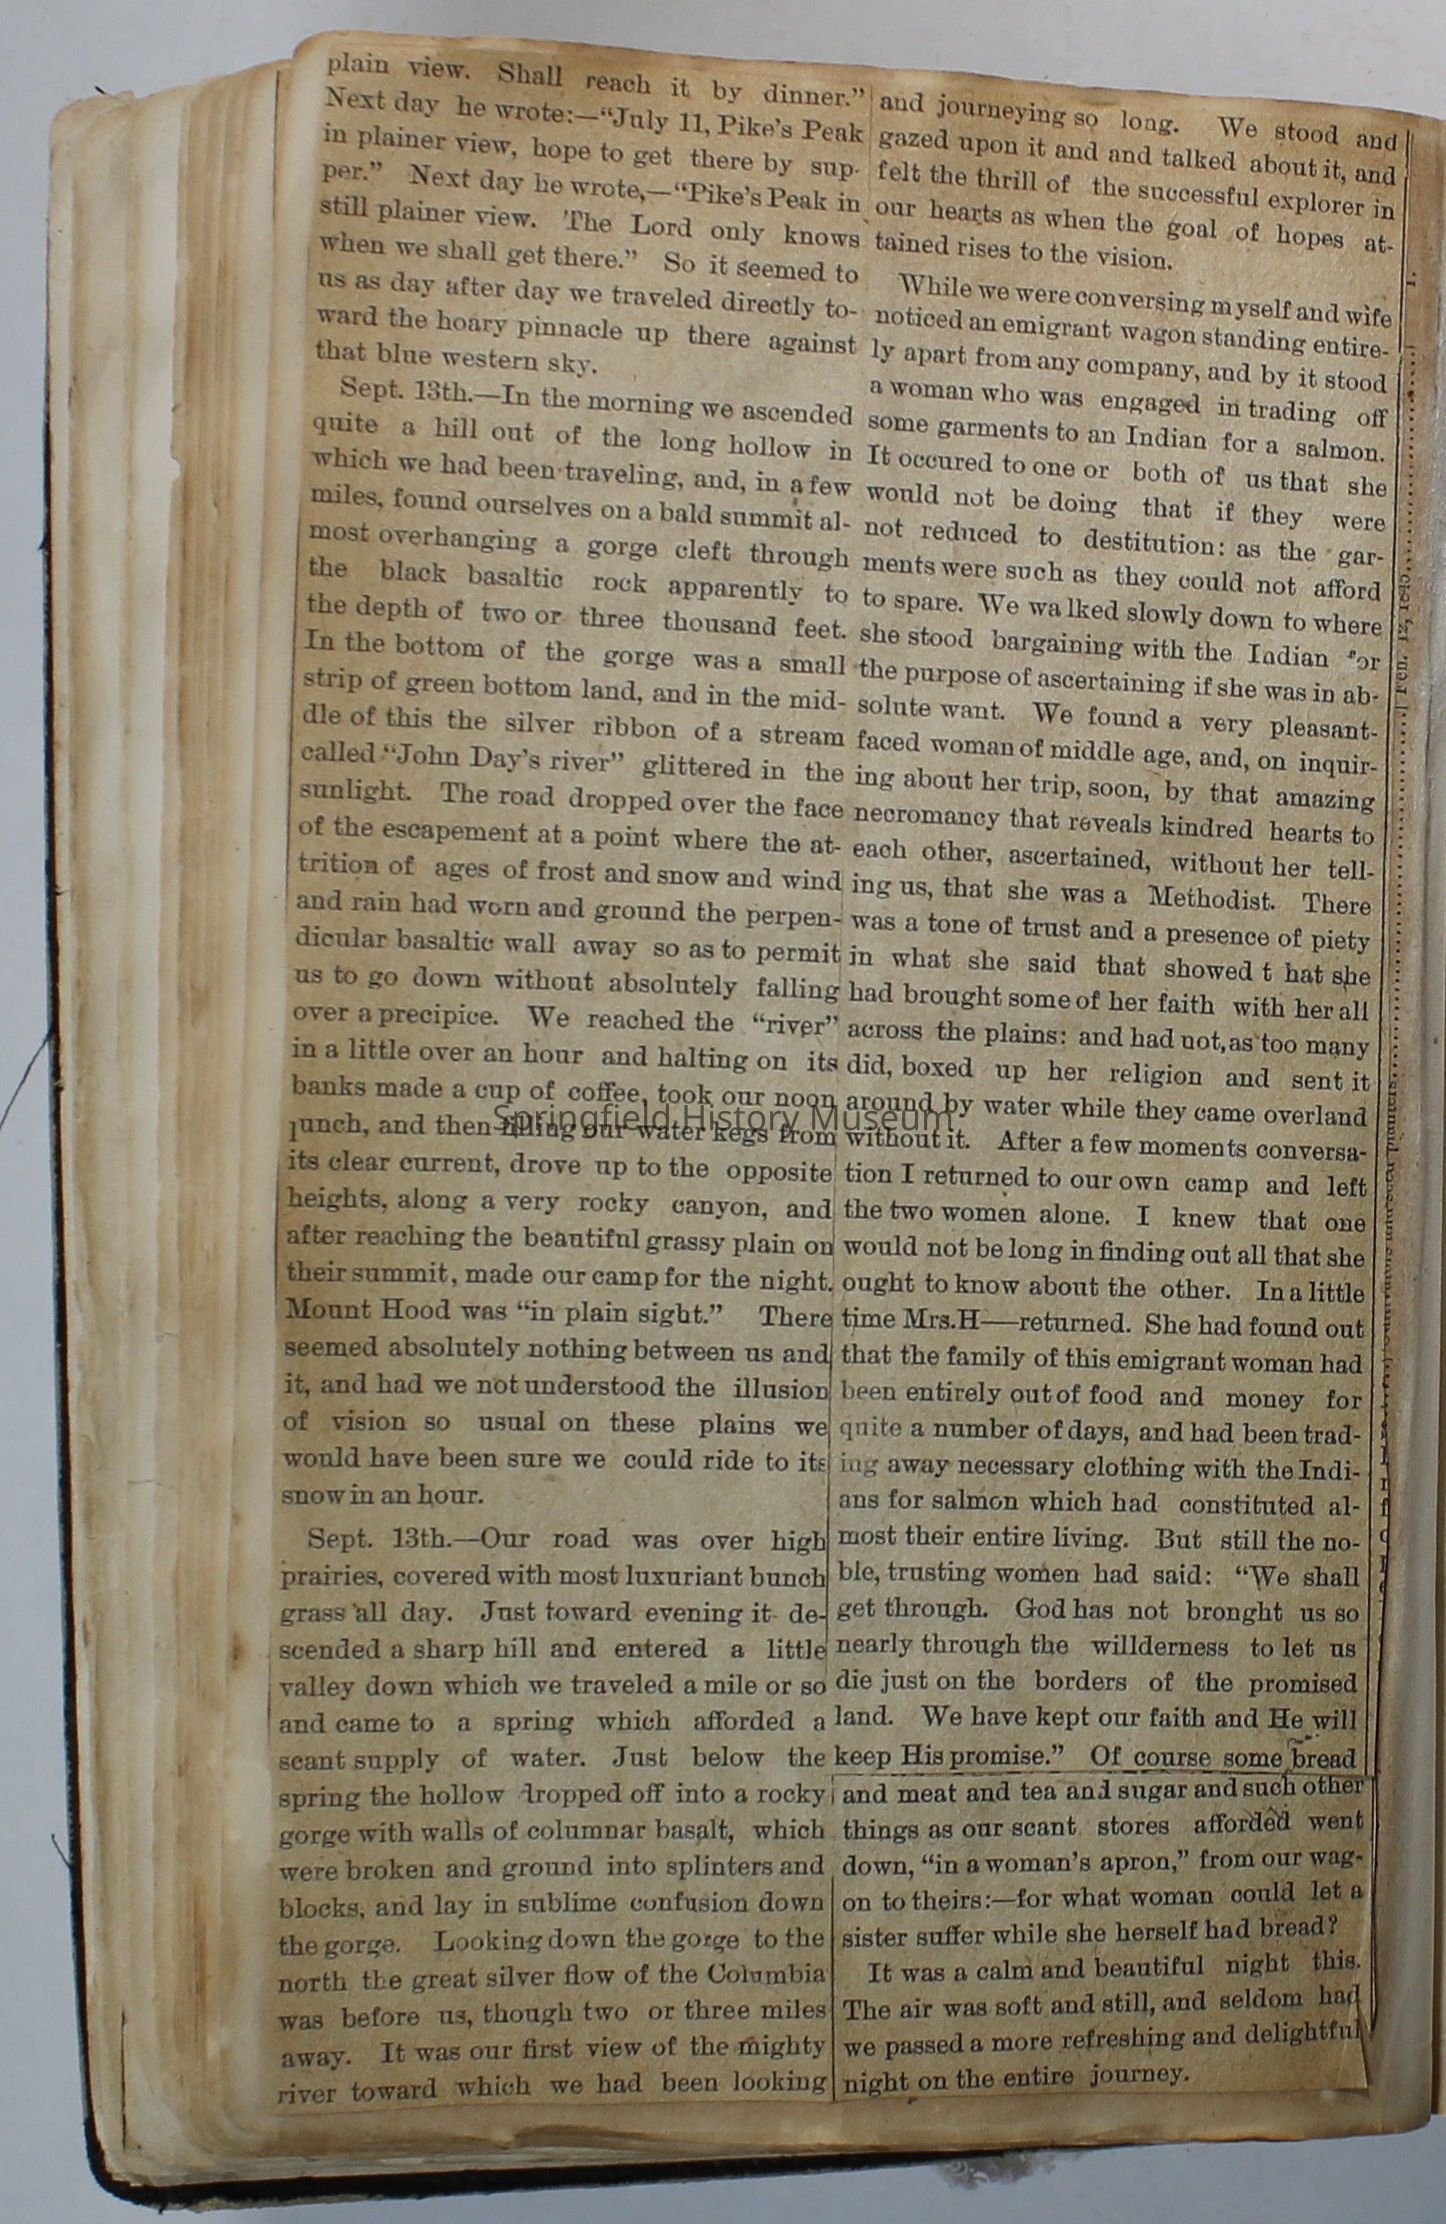 plain view. Shall reach it by dinner."
Next day he wrote:—"July 11, Pike's Peak
in plainer view, hope to get there by sup-
per." Next day he wrote,—"Pike's Peak in
still plainer view. The Lord only knows
when we shall get there." So it seemed to
us as day after day we traveled directly to-
ward the hoary pinnacle up there against
that blue western sky.
Sept. 13th.—In the morning we ascended
quite a hill out of the long hollow in
which we had been traveling, and, in a few
miles, found ourselves on a bald summit al-
most overhanging a gorge cleft through
the black basaltic rock apparently to
the depth of two or three thousand feet.
In the bottom of the gorge was a small
strip of green bottom land, and in the mid-
dle of this the silver ribbon of a stream
called "John Day's river" glittered in the
sunlight. The road dropped over the face
of the escapement at a point where the at-
trition of ages of frost and snow and wind
and rain had worn and ground the perpen-
dicular basaltic wall away so as to permit
us to go down without absolutely falling
over a precipice. We reached the "river"
in a little over an hour and halting on its
banks made a cup of coffee, took our noon
lunch, and then filling our water kegs from
its clear current, drove up to the opposite
heights, along a very rocky canyon, and
after reaching the beautiful grassy plain on
their summit, made our camp for the night.
Mount Hood was "in plain sight." There
seemed absolutely nothing between us and
it, and had we not understood the illusion
of vision so usual on these plains we
would have been sure we could ride to its
snow in an hour.
Sept. 13th.—Our road was over high
prairies, covered with most luxuriant bunch
grass all day. Just toward evening it de-
scended a sharp hill and entered a little
valley down which we traveled a mile or so
and came to a spring which afforded a
scant supply of water. Just below the
spring the hollow dropped off into a rocky
gorge with walls of columnar basalt, which
were broken and ground into splinters and
blocks, and lay in sublime confusion down
the gorge. Looking down the gorge to the
north the great silver flow of the Columbia
was before us, though two or three miles
away. It was our first view of the mighty
river toward which we had been looking
and journeying so long. We stood and
gazed upon it and and talked about it, and
felt the thrill of the successful explorer in
our hearts as when the goal of hopes at-
tained rises to the vision.
While we were conversing myself and wife
noticed an emigrant wagon standing entire-
ly apart from any company, and by it stood
a woman who was engaged in trading off
some garments to an Indian for a salmon.
It occured to one or both of us that she
would not be doing that if they were
not reduced to destitution: as the gar-
ments were such as they could not afford
to spare. We wa lked slowly down to where
she stood bargaining with the Indian for
the purpose of ascertaining if she was in ab-
solute want. We found a very pleasant-
faced woman of middle age, and, on inquir-
ing about her trip, soon, by that amazing
necromancy that reveals kindred hearts to
each other, ascertained, without her tell-
ing us, that she was a Methodist. There
was a tone of trust and a presence of piety
in what she said that showed t hat she
had brought some of her faith with her all
across the plains: and had not, as too many
did, boxed up her religion and sent it
around by water while they came overland
without it. After a few moments conversa-
tion I returned to our own camp and left
the two women alone. I knew that one
would not be long in finding out all that she
ought to know about the other. In a little
time Mrs. H—returned. She had found out
that the family of this emigrant woman had
been entirely out of food and money for
quite a number of days, and had been trad-
ing away necessary clothing with the Indi-
ans for salmon which had constituted al-
most their entire living. But still the no-
ble, trusting women had said: "We shall
get through. God has not bronght us so
nearly through the willderness to let us
die just on the borders of the promised
land. We have kept our faith and He will
keep His promise." Of course some bread
and meat and tea and sugar and such other
things as our scant stores afforded went
down, "in a woman's apron," from our wag-
on to theirs:—for what woman could let a
sister suffer while she herself had bread?
It was a calm and beautiful night this.
The air was soft and still, and seldom had
we passed a more refreshing and delightful
night on the entire journey.
Springfield History Museum